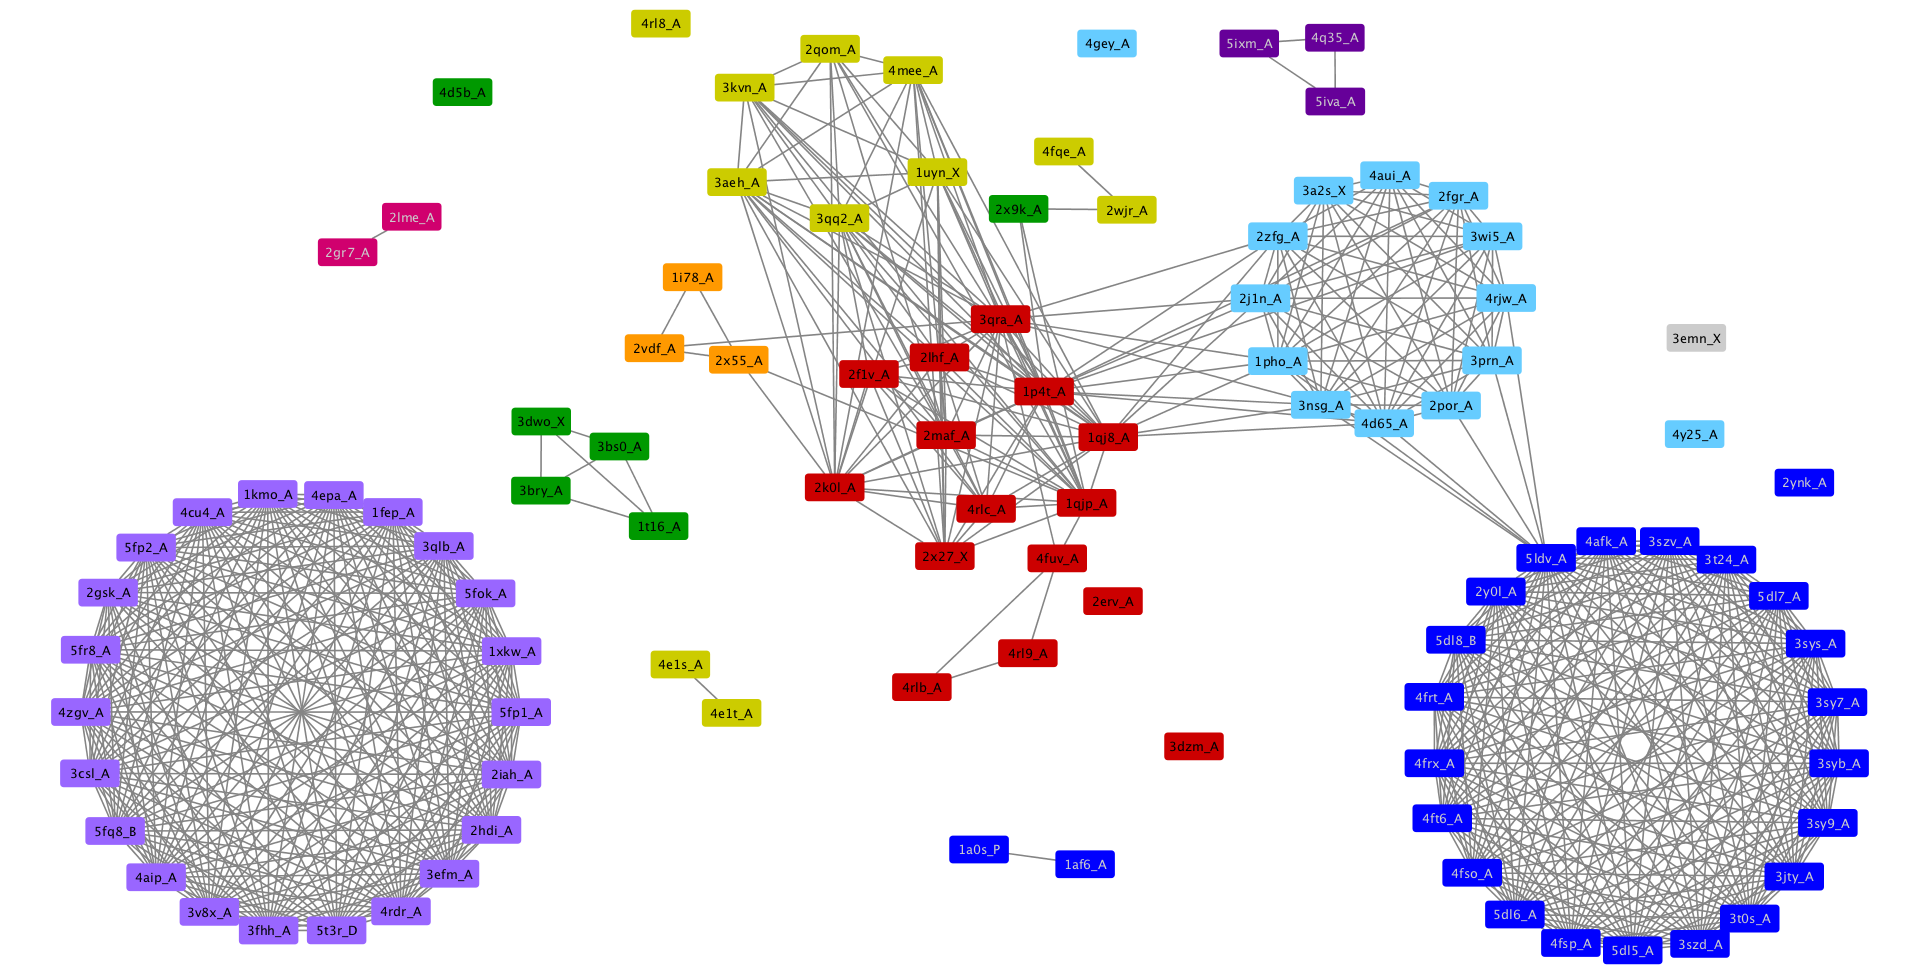 4rl8_A
2qom_A
4gey_A
5ixm_A
4q35_A
4mee_A
3kvn_A
4d5b_A
5iva_A
4fqe_A
1uyn_X
4aui_A
3aeh_A
3a2s_X
2fgr_A
2x9k_A
2wjr_A
2lme_A
3qq2_A
2zfg_A
3wi5_A
2gr7_A
1i78_A
2j1n_A
4rjw_A
3qra_A
3emn_X
2vdf_A
2x55_A
2lhf_A
1pho_A
3prn_A
2f1v_A
1p4t_A
3nsg_A
2por_A
3dwo_X
4d65_A
2maf_A
1qj8_A
4y25_A
3bs0_A
2ynk_A
3bry_A
2k0l_A
1kmo_A
4epa_A
1qjp_A
4cu4_A
1fep_A
4rlc_A
1t16_A
5fp2_A
3qlb_A
2x27_X
4fuv_A
5ldv_A
4afk_A
3szv_A
3t24_A
2gsk_A
5fok_A
2erv_A
2y0l_A
5dl7_A
5fr8_A
1xkw_A
4e1s_A
4rl9_A
5dl8_B
3sys_A
4rlb_A
4frt_A
3sy7_A
4zgv_A
5fp1_A
4e1t_A
3dzm_A
3csl_A
2iah_A
4frx_A
3syb_A
5fq8_B
2hdi_A
4ft6_A
3sy9_A
1a0s_P
1af6_A
4aip_A
3efm_A
4fso_A
3jty_A
3v8x_A
4rdr_A
5dl6_A
3t0s_A
3fhh_A
5t3r_D
4fsp_A
5dl5_A
3szd_A